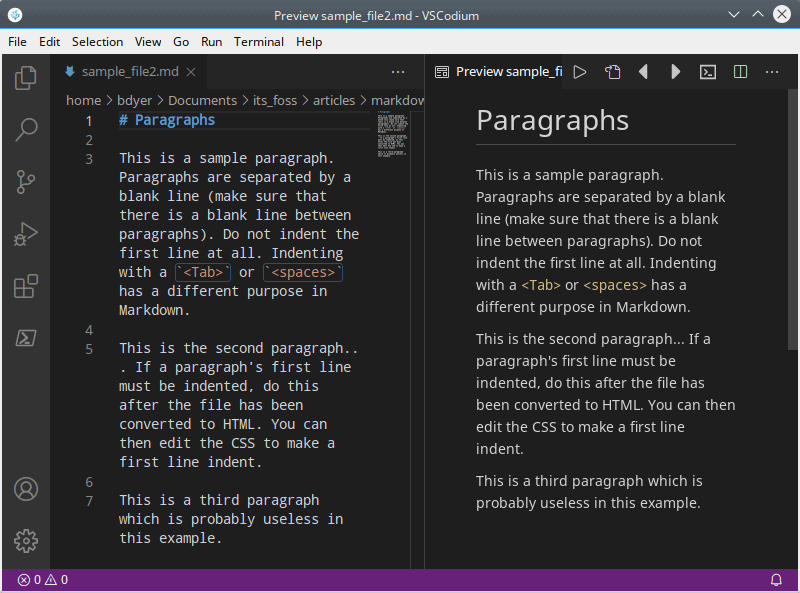 Preview sample_file2.md - VSCodium
File Edit Selection View Go Run Terminal Help
sample_file2.md
home > bdyer > Documents > its_foss > articles > markdow
1 # Paragraphs
2
3 This is a sample paragraph.
Paragraphs are separated by a
blank line (make sure that
there is a blank line between
paragraphs). Do not indent the
first line at all. Indenting
with a `<Tab>` or `<spaces>`
has a different purpose in
Markdown.
4
5 This is the second paragraph..
. If a paragraph's first line
must be indented, do this
after the file has been
converted to HTML. You can
then edit the CSS to make a
first line indent.
6
7 This is a third paragraph
which is probably useless in
this example.
Preview sample_fi
Paragraphs
This is a sample paragraph.
Paragraphs are separated by a blank
line (make sure that there is a blank
line between paragraphs). Do not
indent the first line at all. Indenting
with a <Tab> or <spaces> has a
different purpose in Markdown.
This is the second paragraph... If a
paragraph's first line must be
indented, do this after the file has
been converted to HTML. You can then
edit the CSS to make a first line
indent.
This is a third paragraph which is
probably useless in this example.
0 0